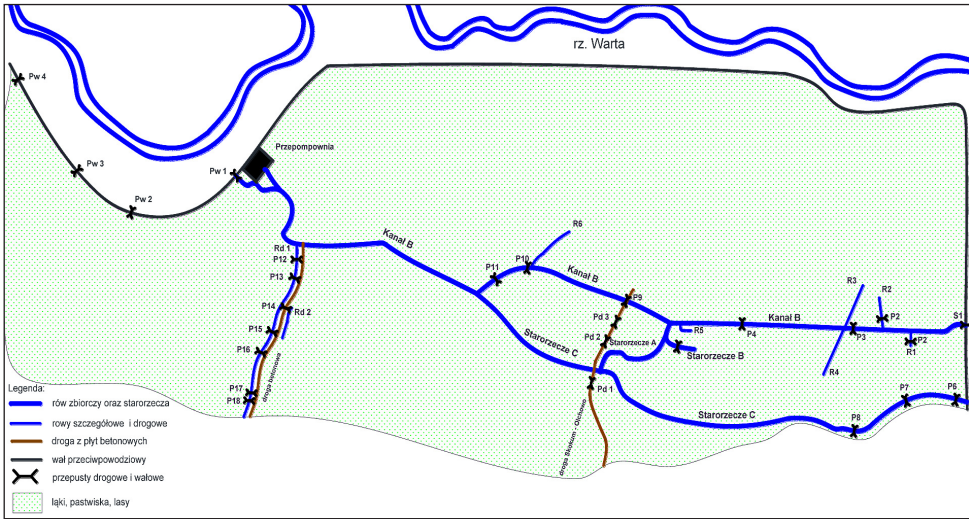 rz. Warta
Pw 4
Pw 3
Pw 2
Pw 1
Przepompownia
Rd 1
P12
P13
P14
Rd 2
P15
P16
P17
P18
droga betonowa
Kanał B
R6
P11
P10
Kanał B
P9
Pd 3
Pd 2
Starorzecze A
Starorzecze C
Pd 1
droga Skokum - Olchowo
R5
Starorzecze B
P4
Kanał B
R3
R2
P2
P3
R4
P2
R1
S1
Starorzecze C
P8
P7
P6
Legenda:
rów zbiorczy oraz starorzecza
rowy szczegółowe i drogowe
droga z płyt betonowych
wał przeciwpowodziowy
przepusty drogowe i wałowe
łąki, pastwiska, lasy